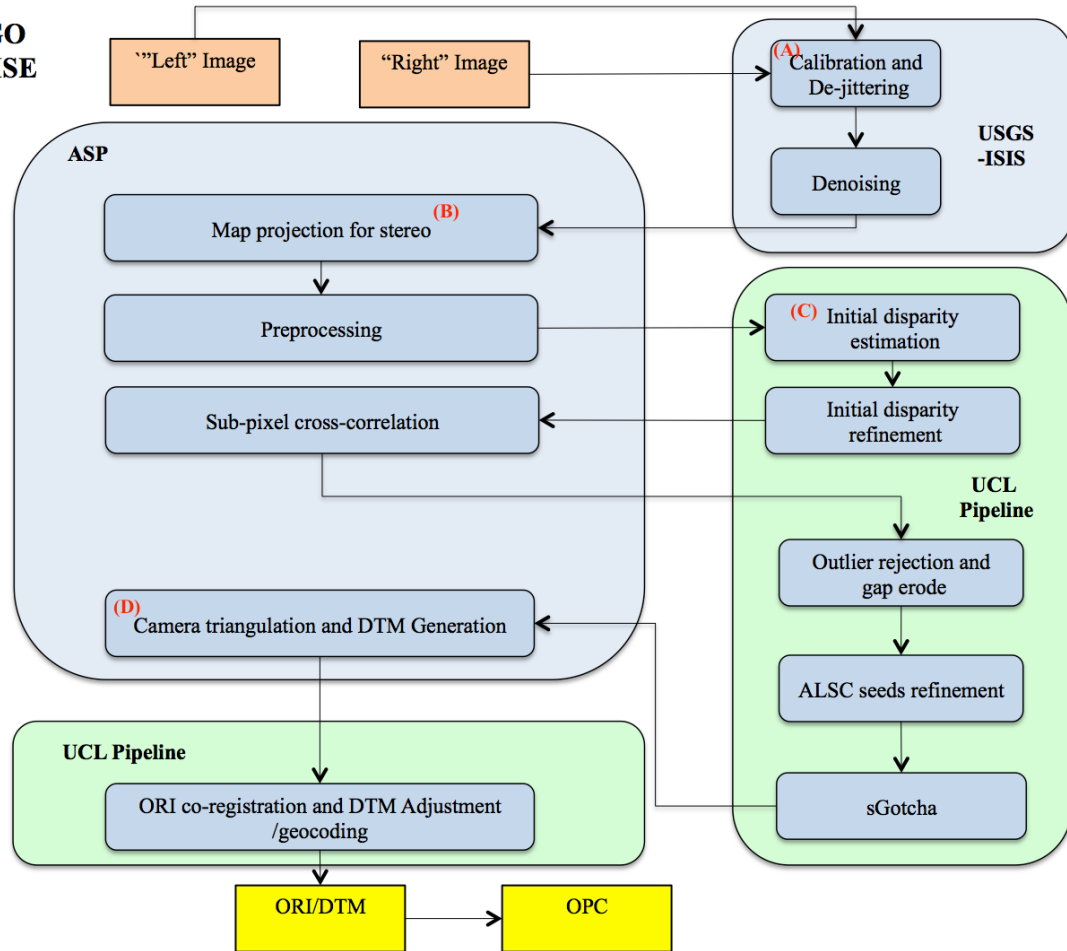 GO
ISE
`”Left” Image
“Right” Image
(A)
Calibration and
De-jittering
USGS
-ISIS
Denoising
ASP
(B)
Map projection for stereo
Preprocessing
(C)
Initial disparity
estimation
Sub-pixel cross-correlation
Initial disparity
refinement
UCL
Pipeline
Outlier rejection and
gap erode
(D)
Camera triangulation and DTM Generation
ALSC seeds refinement
UCL Pipeline
ORI co-registration and DTM Adjustment
/geocoding
sGotcha
ORI/DTM
OPC